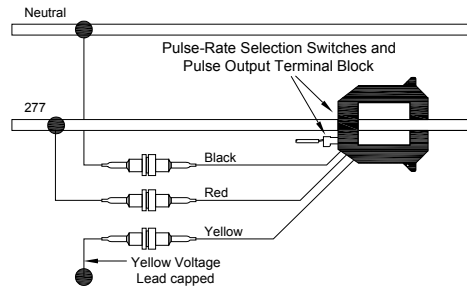 Neutral
Pulse-Rate Selection Switches and
Pulse Output Terminal Block
277
Black
Red
Yellow
Yellow Voltage
Lead capped